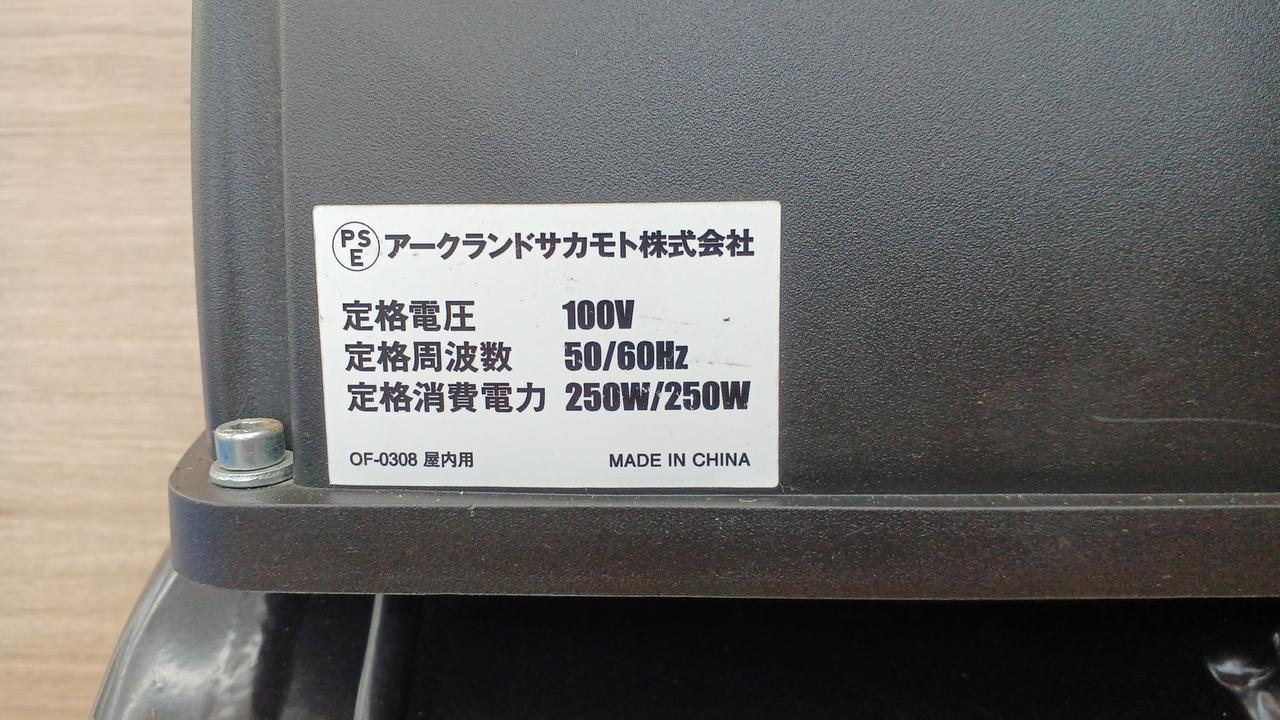 PSE アークランドサカモト株式会社
定格電圧 100V
定格周波数 50/60Hz
定格消費電力 250W/250W
OF-0308 屋内用 MADE IN CHINA